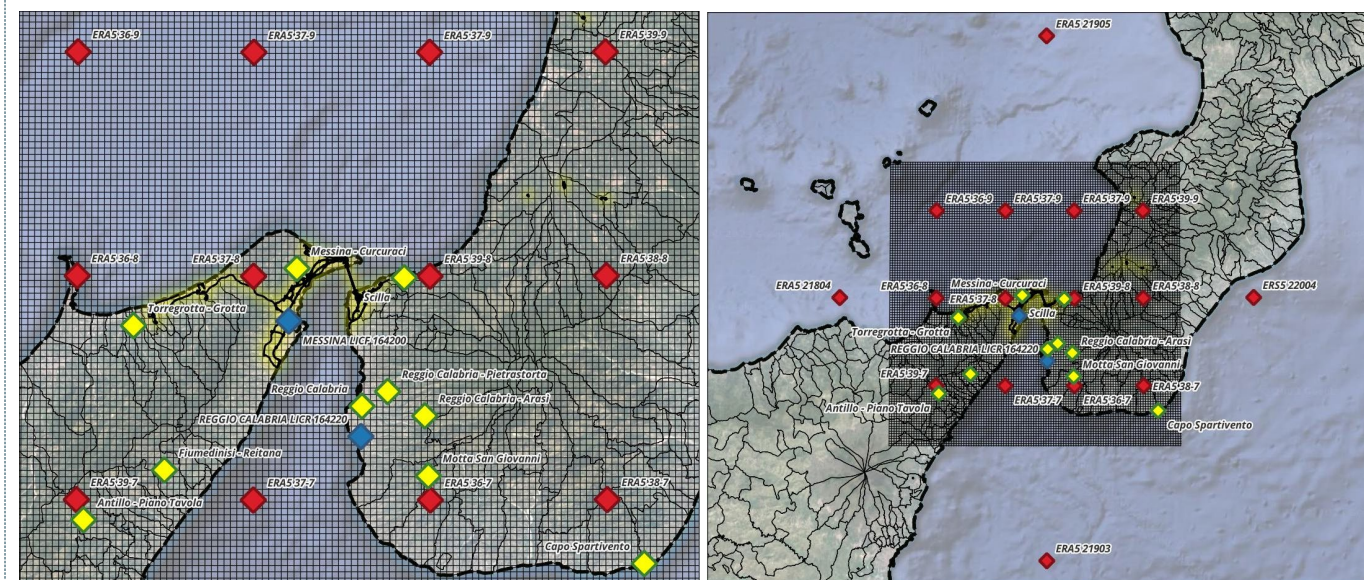 ERA5 36-9
ERA5 37-9
ERA5 37-9
ERA5 39-9
ERA5 36-8
ERA5 37-8
Messina - Curcuraci
ERA5 39-8
ERA5 38-8
Scilla
Torregrotta - Grotta
MESSINA LICF 164200
Reggio Calabria - Pietrastorta
Reggio Calabria
Reggio Calabria - Arasi
REGGIO CALABRIA LICR 164220
Fiumedinisi - Reitana
Motta San Giovanni
ERA5 39-7
ERA5 37-7
ERA5 36-7
ERA5 38-7
Antillo - Piano Tavola
Capo Spartivento
ERA5 21905
ERA5 36-9
ERA5 37-9
ERA5 37-9
ERA5 39-9
ERA5 21804
ERA5 36-8
Messina - Curcuraci
ERA5 37-8
ERA5 39-8
ERA5 38-8
ERS5 22004
Scilla
Torregrotta - Grotta
REGGIO CALABRIA LICR 164220
Reggio Calabria - Arasi
Motta San Giovanni
ERA5 39-7
ERA5 37-7
ERA5 36-7
ERA5 38-7
Antillo - Piano Tavola
Capo Spartivento
ERA5 21903